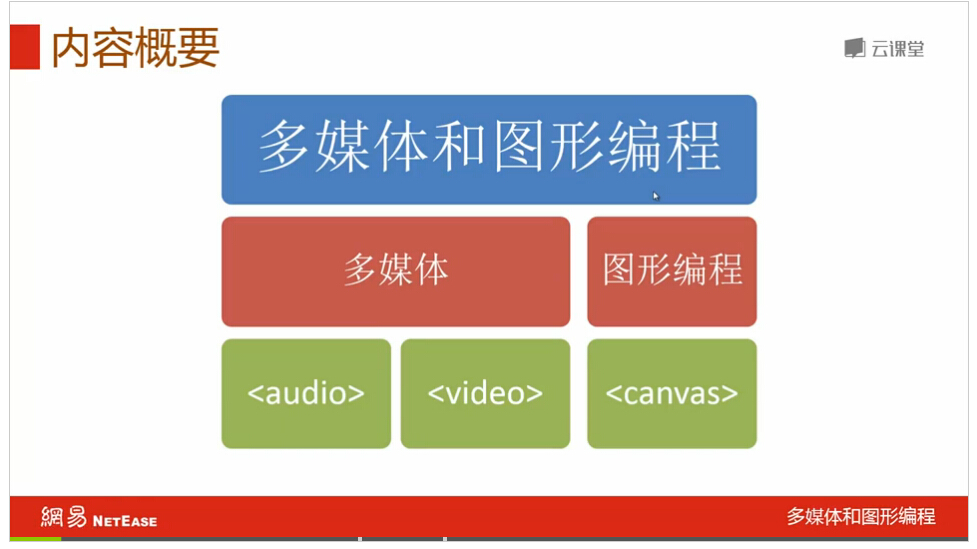 内容概要
云课堂
多媒体和图形编程
多媒体
图形编程
<audio>
<video>
<canvas>
網易 NETEASE
多媒体和图形编程